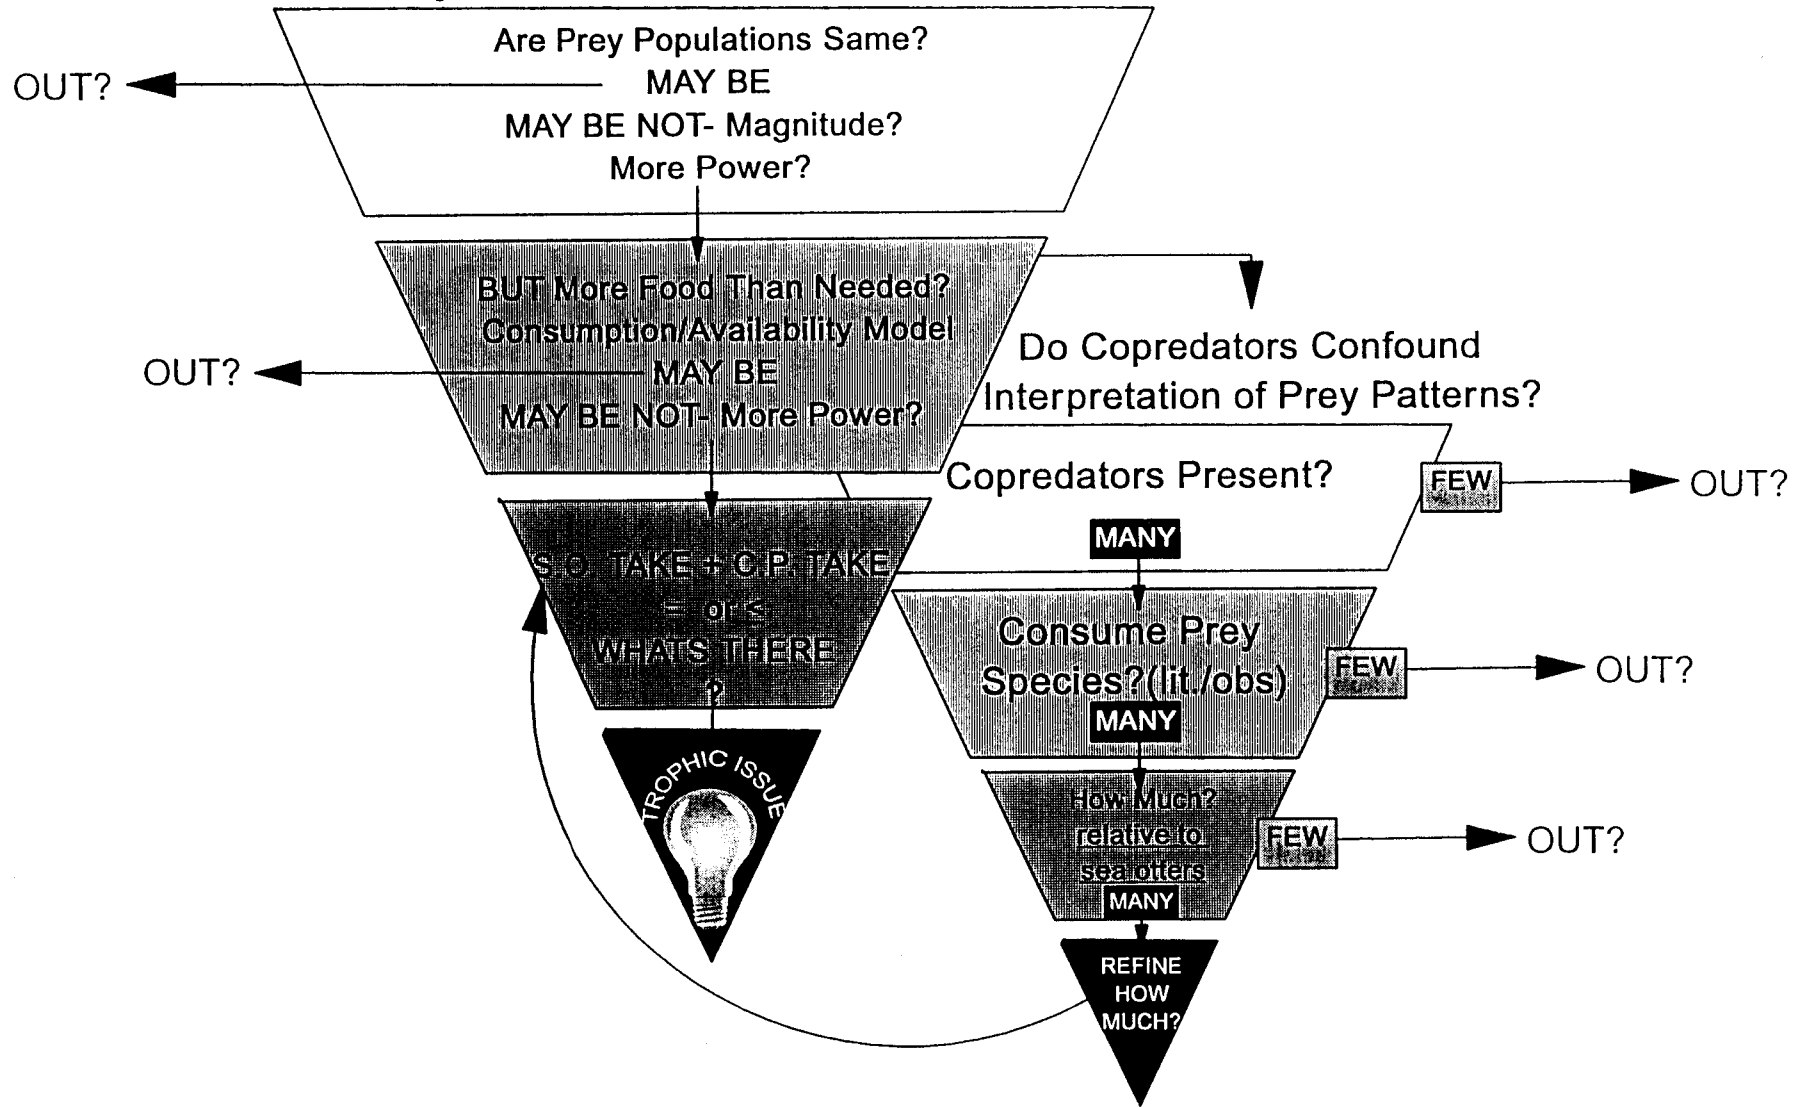 Are Prey Populations Same?
OUT?
MAY BE
MAY BE NOT- Magnitude?
More Power?
BUT More Food Than Needed?
Consumption/Availability Model
OUT?
MAY BE
MAY BE NOT- More Power?
Do Copredators Confound
Interpretation of Prey Patterns?
Copredators Present?
FEW
OUT?
MANY
S.O. TAKE + C.P. TAKE
= or ≤
WHATS THERE
?
Consume Prey
Species?(lit./obs)
FEW
OUT?
MANY
TROPHIC ISSUE
How Much?
relative to
sea otters
FEW
OUT?
MANY
REFINE
HOW
MUCH?